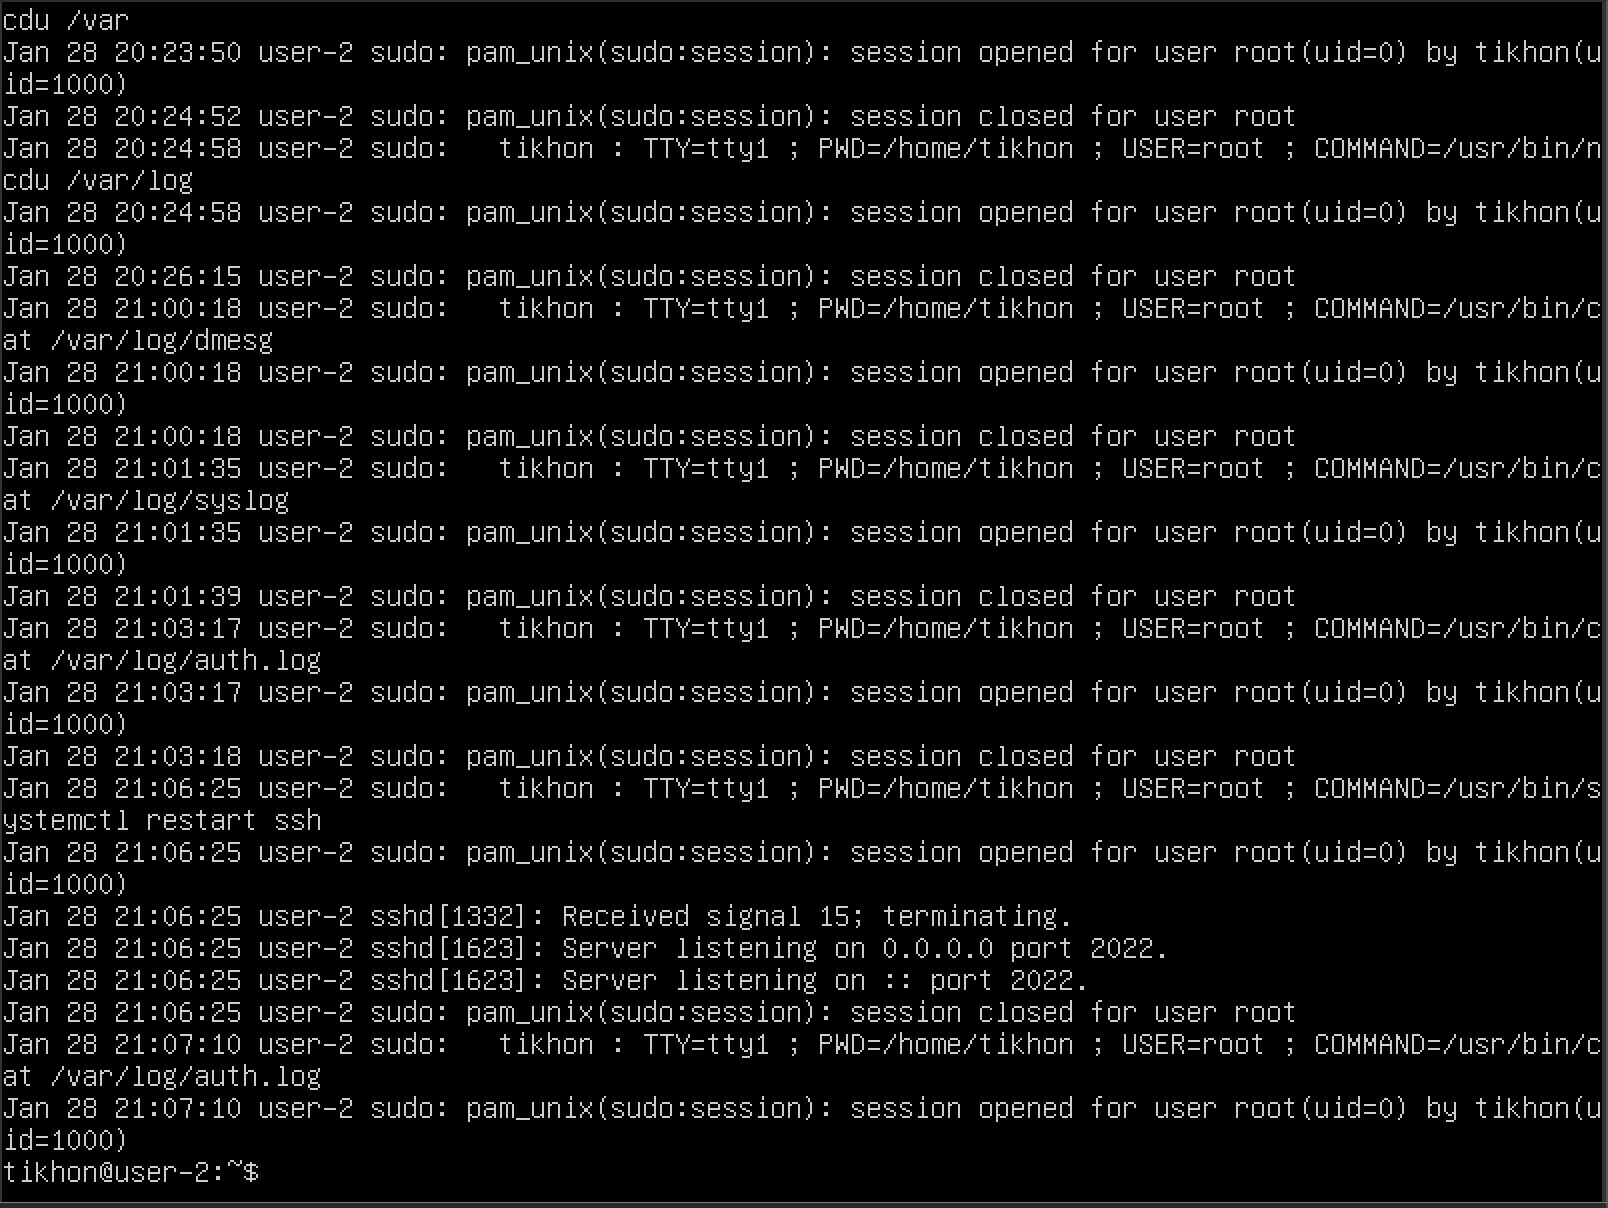 cdu /var
Jan 28 20:23:50 user-2 sudo: pam_unix(sudo:session): session opened for user root(uid=0) by tikhon(u
id=1000)
Jan 28 20:24:52 user-2 sudo: pam_unix(sudo:session): session closed for user root
Jan 28 20:24:58 user-2 sudo:   tikhon : TTY=tty1 ; PWD=/home/tikhon ; USER=root ; COMMAND=/usr/bin/n
cdu /var/log
Jan 28 20:24:58 user-2 sudo: pam_unix(sudo:session): session opened for user root(uid=0) by tikhon(u
id=1000)
Jan 28 20:26:15 user-2 sudo: pam_unix(sudo:session): session closed for user root
Jan 28 21:00:18 user-2 sudo:   tikhon : TTY=tty1 ; PWD=/home/tikhon ; USER=root ; COMMAND=/usr/bin/c
at /var/log/dmesg
Jan 28 21:00:18 user-2 sudo: pam_unix(sudo:session): session opened for user root(uid=0) by tikhon(u
id=1000)
Jan 28 21:00:18 user-2 sudo: pam_unix(sudo:session): session closed for user root
Jan 28 21:01:35 user-2 sudo:   tikhon : TTY=tty1 ; PWD=/home/tikhon ; USER=root ; COMMAND=/usr/bin/c
at /var/log/syslog
Jan 28 21:01:35 user-2 sudo: pam_unix(sudo:session): session opened for user root(uid=0) by tikhon(u
id=1000)
Jan 28 21:01:39 user-2 sudo: pam_unix(sudo:session): session closed for user root
Jan 28 21:03:17 user-2 sudo:   tikhon : TTY=tty1 ; PWD=/home/tikhon ; USER=root ; COMMAND=/usr/bin/c
at /var/log/auth.log
Jan 28 21:03:17 user-2 sudo: pam_unix(sudo:session): session opened for user root(uid=0) by tikhon(u
id=1000)
Jan 28 21:03:18 user-2 sudo: pam_unix(sudo:session): session closed for user root
Jan 28 21:06:25 user-2 sudo:   tikhon : TTY=tty1 ; PWD=/home/tikhon ; USER=root ; COMMAND=/usr/bin/s
ystemctl restart ssh
Jan 28 21:06:25 user-2 sudo: pam_unix(sudo:session): session opened for user root(uid=0) by tikhon(u
id=1000)
Jan 28 21:06:25 user-2 sshd[1332]: Received signal 15; terminating.
Jan 28 21:06:25 user-2 sshd[1623]: Server listening on 0.0.0.0 port 2022.
Jan 28 21:06:25 user-2 sshd[1623]: Server listening on :: port 2022.
Jan 28 21:06:25 user-2 sudo: pam_unix(sudo:session): session closed for user root
Jan 28 21:07:10 user-2 sudo:   tikhon : TTY=tty1 ; PWD=/home/tikhon ; USER=root ; COMMAND=/usr/bin/c
at /var/log/auth.log
Jan 28 21:07:10 user-2 sudo: pam_unix(sudo:session): session opened for user root(uid=0) by tikhon(u
id=1000)
tikhon@user-2:~$